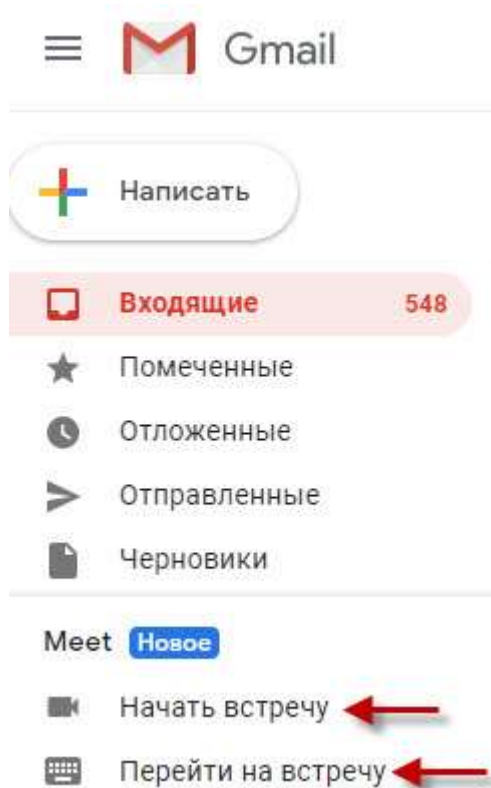 Gmail
Написать
Входящие 548
Помеченные
Отложенные
Отправленные
Черновики
Meet Новое
Начать встречу
Перейти на встречу